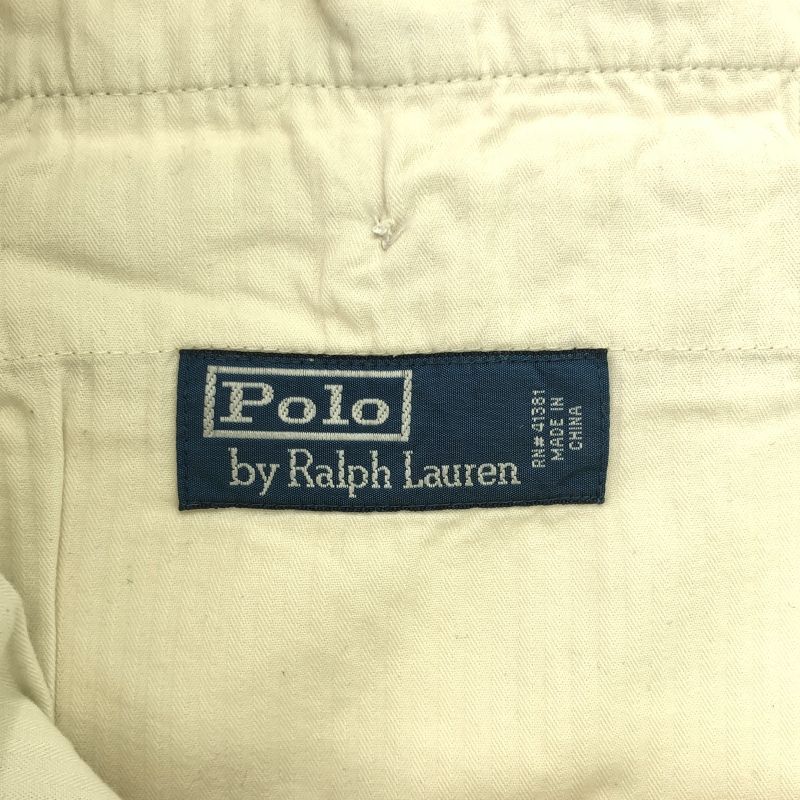 Polo
by Ralph Lauren
RN# 41381
MADE IN
CHINA